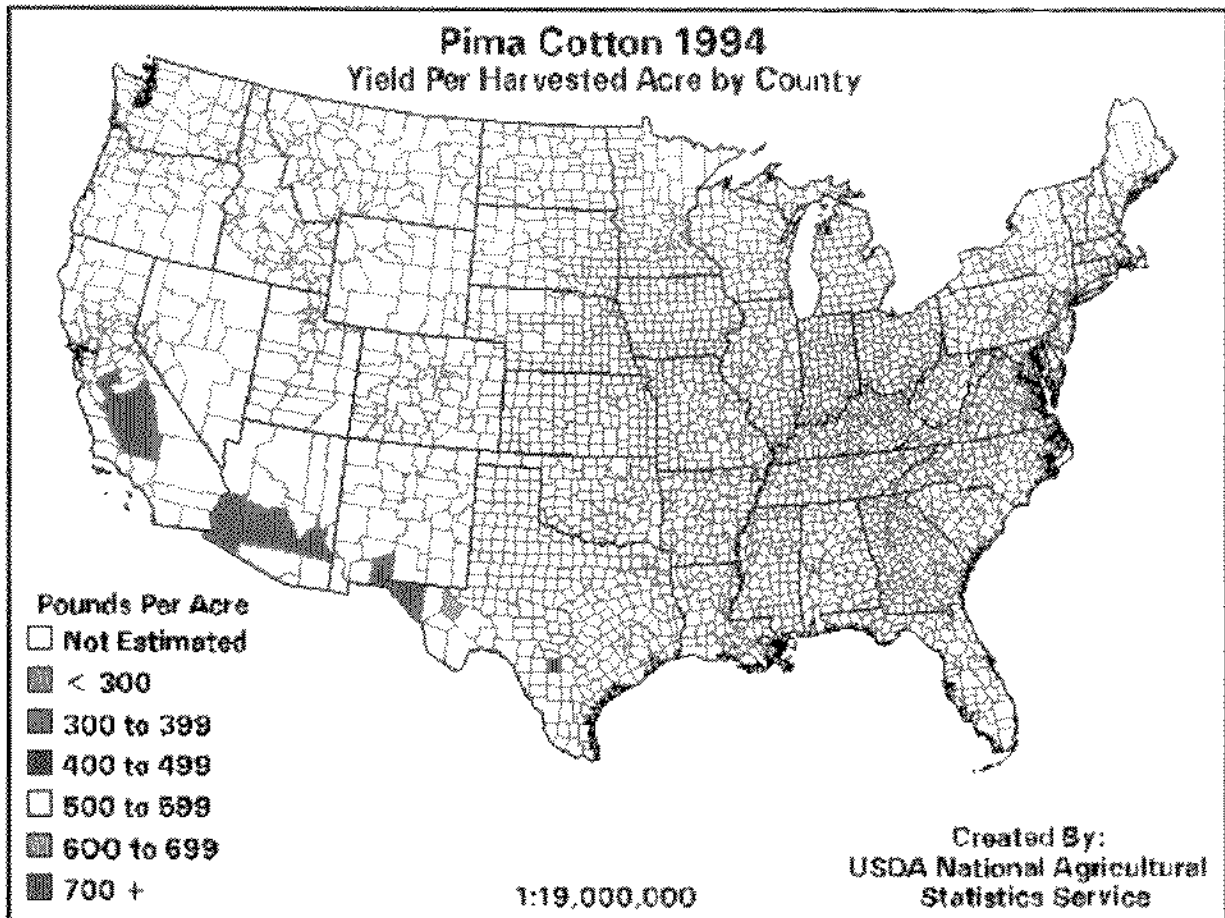 Pima Cotton 1994
Yield Per Harvested Acre by County
Pounds Per Acre
Not Estimated
< 300
300 to 399
400 to 499
500 to 599
600 to 699
700 +
1:19,000,000
Created By:
USDA National Agricultural
Statistics Service